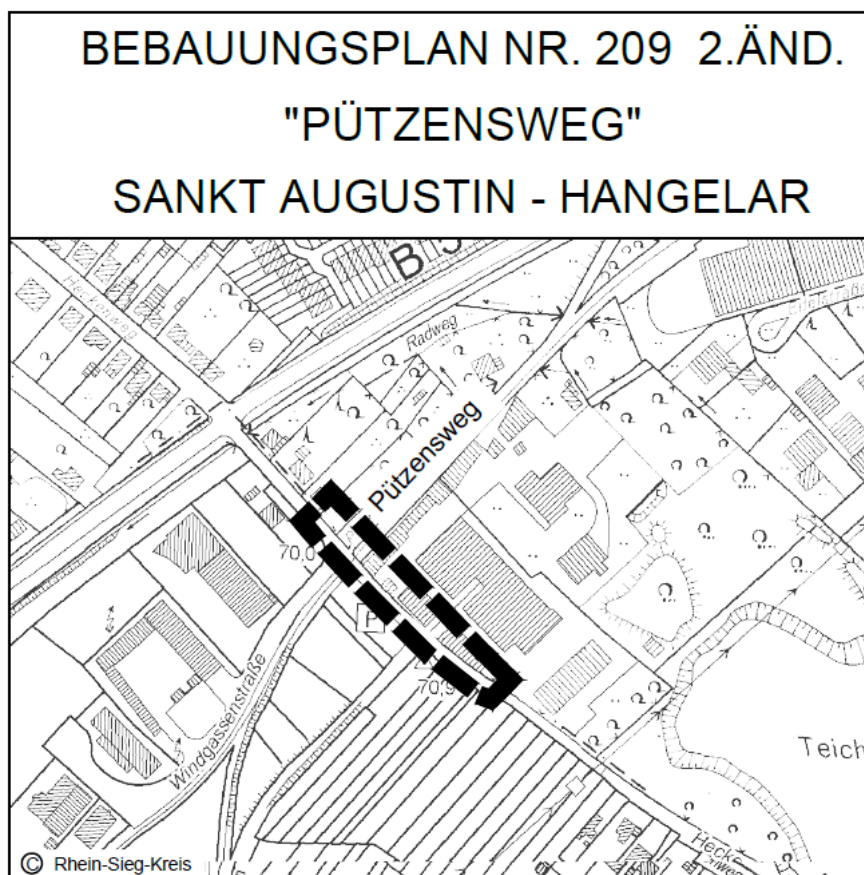 BEBAUUNGSPLAN NR. 209 2.ÄND.
"PÜTZENSWEG"
SANKT AUGUSTIN - HANGELAR
Heckenweg
Radweg
Pützensweg
70,0
P
70,9
Windgassenstraße
Teich
© Rhein-Sieg-Kreis